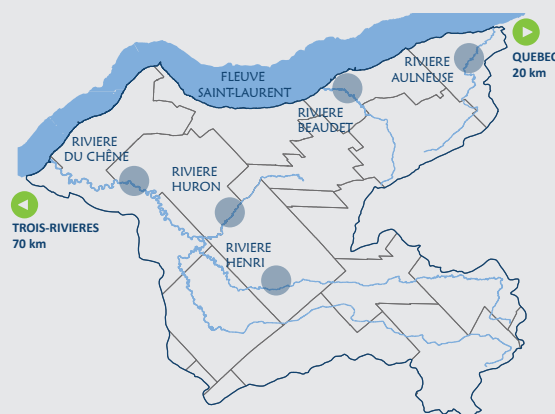 QUEBEC
20 km
FLEUVE
SAINT-LAURENT
RIVIERE
AULNEUSE
RIVIERE
BEAUDET
RIVIERE
DU CHÊNE
RIVIERE
HURON
TROIS-RIVIERES
70 km
RIVIERE
HENRI